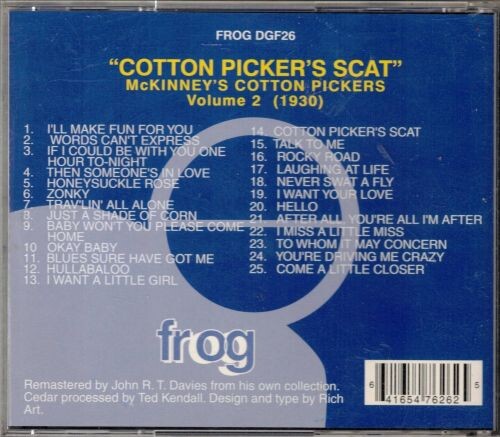 FROG DGF26
"COTTON PICKER'S SCAT"
McKINNEY'S COTTON PICKERS
Volume 2 (1930)
1. I'LL MAKE FUN FOR YOU
2. WORDS CAN'T EXPRESS
3. IF I COULD BE WITH YOU ONE
HOUR TO-NIGHT
4. THEN SOMEONE'S IN LOVE
5. HONEYSUCKLE ROSE
6. ZONKY
7. TRAV'LIN' ALL ALONE
8. JUST A SHADE OF CORN
9. BABY WON'T YOU PLEASE COME
HOME
10 OKAY BABY
11. BLUES SURE HAVE GOT ME
12. HULLABALOO
13. I WANT A LITTLE GIRL
14. COTTON PICKER'S SCAT
15. TALK TO ME
16. ROCKY ROAD
17. LAUGHING AT LIFE
18. NEVER SWAT A FLY
19. I WANT YOUR LOVE
20. HELLO
21. AFTER ALL YOU'RE ALL I'M AFTER
22. I MISS A LITTLE MISS
23. TO WHOM IT MAY CONCERN
24. YOU'RE DRIVING ME CRAZY
25. COME A LITTLE CLOSER
frog
Remastered by John R. T. Davies from his own collection.
Cedar processed by Ted Kendall. Design and type by Rich
Art.
6 41654 76262 5